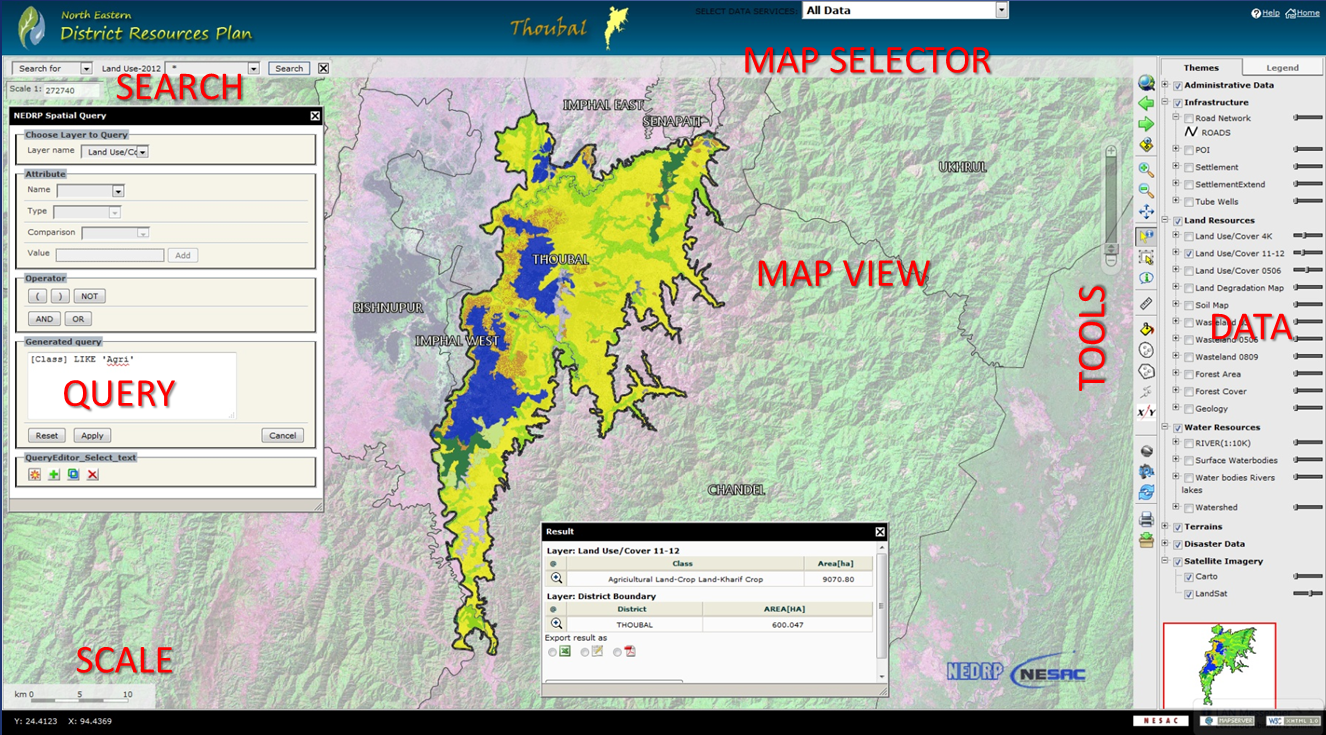 North Eastern
District Resources Plan
Thoubal
SELECT DATA SERVICES: All Data
Help Home
Search for Land Use-2012 * Search
Scale 1: 272740
SEARCH
MAP SELECTOR
NEDRP Spatial Query
Choose Layer to Query
Layer name Land Use/Co
Attribute
Name
Type
Comparison
Value Add
Operator
( ) NOT
AND OR
Generated query
[Class] LIKE 'Agri'
QUERY
Reset Apply Cancel
QueryEditor_Select_text
IMPHAL EAST
SENAPATI
UKHRUL
THOUBAL
MAP VIEW
BISHNUPUR
IMPHAL WEST
CHANDEL
TOOLS
X/Y
Themes Legend
Administrative Data
Infrastructure
Road Network
ROADS
POI
Settlement
SettlementExtend
Tube Wells
Land Resources
Land Use/Cover 4K
Land Use/Cover 11-12
Land Use/Cover 0506
Land Degradation Map
Soil Map
DATA
Wasteland
Wasteland 0506
Wasteland 0809
Forest Area
Forest Cover
Geology
Water Resources
RIVER(1:10K)
Surface Waterbodies
Water bodies Rivers
lakes
Watershed
Terrains
Disaster Data
Satellite Imagery
Carto
LandSat
Result
Layer: Land Use/Cover 11-12
@ Class Area[ha]
Agriciultural Land-Crop Land-Kharif Crop 9070.80
Layer: District Boundary
@ District AREA[HA]
THOUBAL 600.047
Export result as
NEDRP NESAC
SCALE
km 0 5 10
Y: 24.4123 X: 94.4369
NESAC MAPSERVER W3C XHTML 1.0